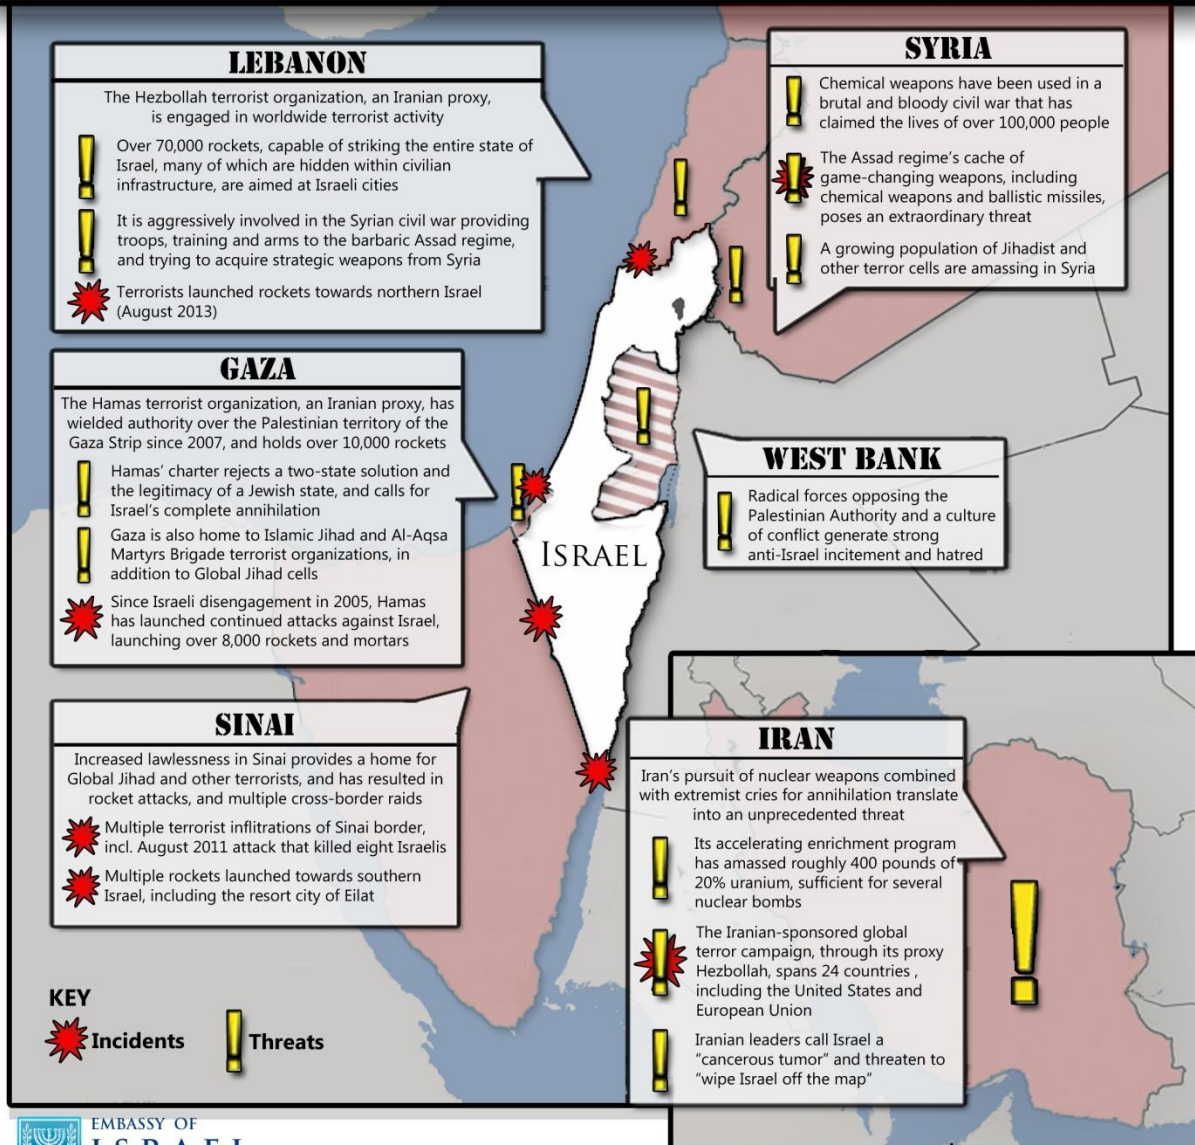 LEBANON
The Hezbollah terrorist organization, an Iranian proxy,
is engaged in worldwide terrorist activity
Over 70,000 rockets, capable of striking the entire state of
Israel, many of which are hidden within civilian
infrastructure, are aimed at Israeli cities
It is aggressively involved in the Syrian civil war providing
troops, training and arms to the barbaric Assad regime,
and trying to acquire strategic weapons from Syria
Terrorists launched rockets towards northern Israel
(August 2013)
SYRIA
Chemical weapons have been used in a
brutal and bloody civil war that has
claimed the lives of over 100,000 people
The Assad regime's cache of
game-changing weapons, including
chemical weapons and ballistic missiles,
poses an extraordinary threat
A growing population of Jihadist and
other terror cells are amassing in Syria
GAZA
The Hamas terrorist organization, an Iranian proxy, has
wielded authority over the Palestinian territory of the
Gaza Strip since 2007, and holds over 10,000 rockets
Hamas' charter rejects a two-state solution and
the legitimacy of a Jewish state, and calls for
Israel's complete annihilation
Gaza is also home to Islamic Jihad and Al-Aqsa
Martyrs Brigade terrorist organizations, in
addition to Global Jihad cells
Since Israeli disengagement in 2005, Hamas
has launched continued attacks against Israel,
launching over 8,000 rockets and mortars
WEST BANK
Radical forces opposing the
Palestinian Authority and a culture
of conflict generate strong
anti-Israel incitement and hatred
ISRAEL
SINAI
Increased lawlessness in Sinai provides a home for
Global Jihad and other terrorists, and has resulted in
rocket attacks, and multiple cross-border raids
Multiple terrorist inflitrations of Sinai border,
incl. August 2011 attack that killed eight Israelis
Multiple rockets launched towards southern
Israel, including the resort city of Eilat
IRAN
Iran's pursuit of nuclear weapons combined
with extremist cries for annihilation translate
into an unprecedented threat
Its accelerating enrichment program
has amassed roughly 400 pounds of
20% uranium, sufficient for several
nuclear bombs
The Iranian-sponsored global
terror campaign, through its proxy
Hezbollah, spans 24 countries ,
including the United States and
European Union
Iranian leaders call Israel a
"cancerous tumor" and threaten to
"wipe Israel off the map"
KEY
Incidents
Threats
EMBASSY OF
ISRAEL